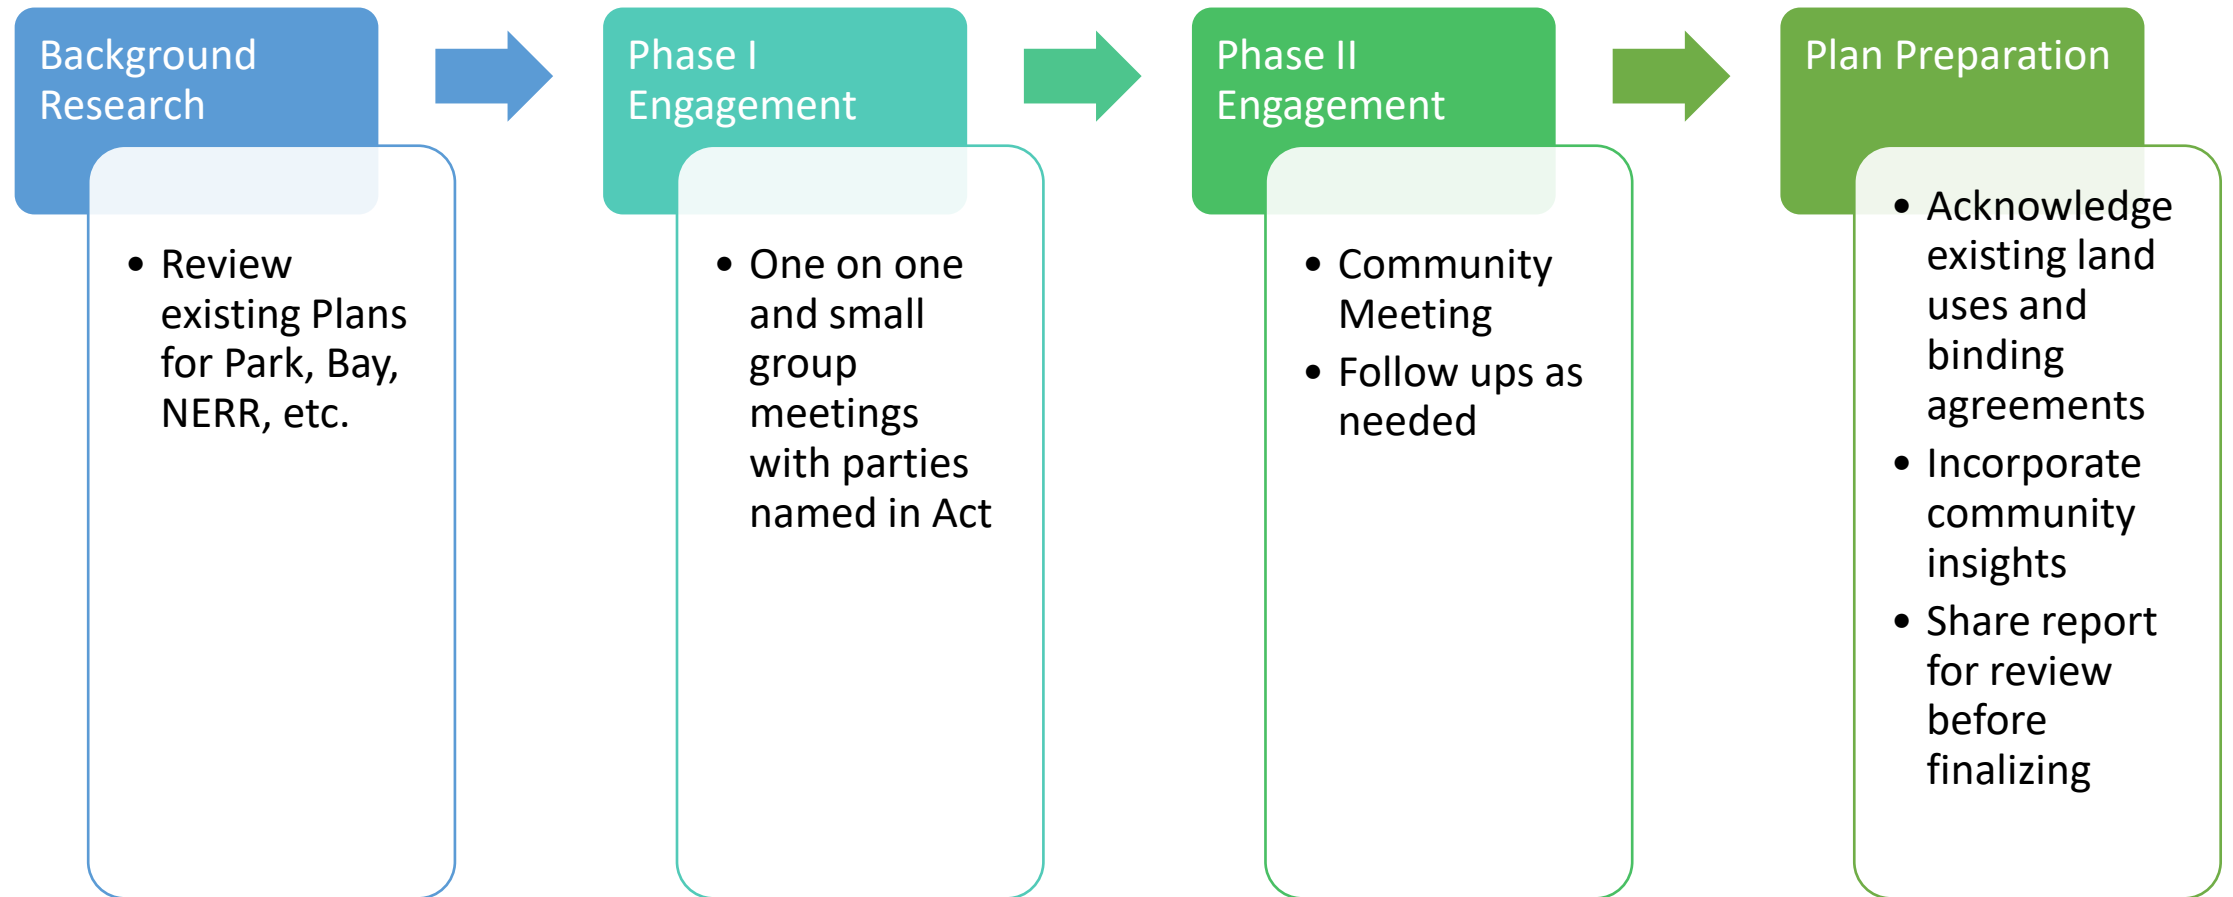 Background
Research
• Review
existing Plans
for Park, Bay,
NERR, etc.
Phase I
Engagement
• One on one
and small
group
meetings
with parties
named in Act
Phase II
Engagement
• Community
Meeting
• Follow ups as
needed
Plan Preparation
• Acknowledge
existing land
uses and
binding
agreements
• Incorporate
community
insights
• Share report
for review
before
finalizing